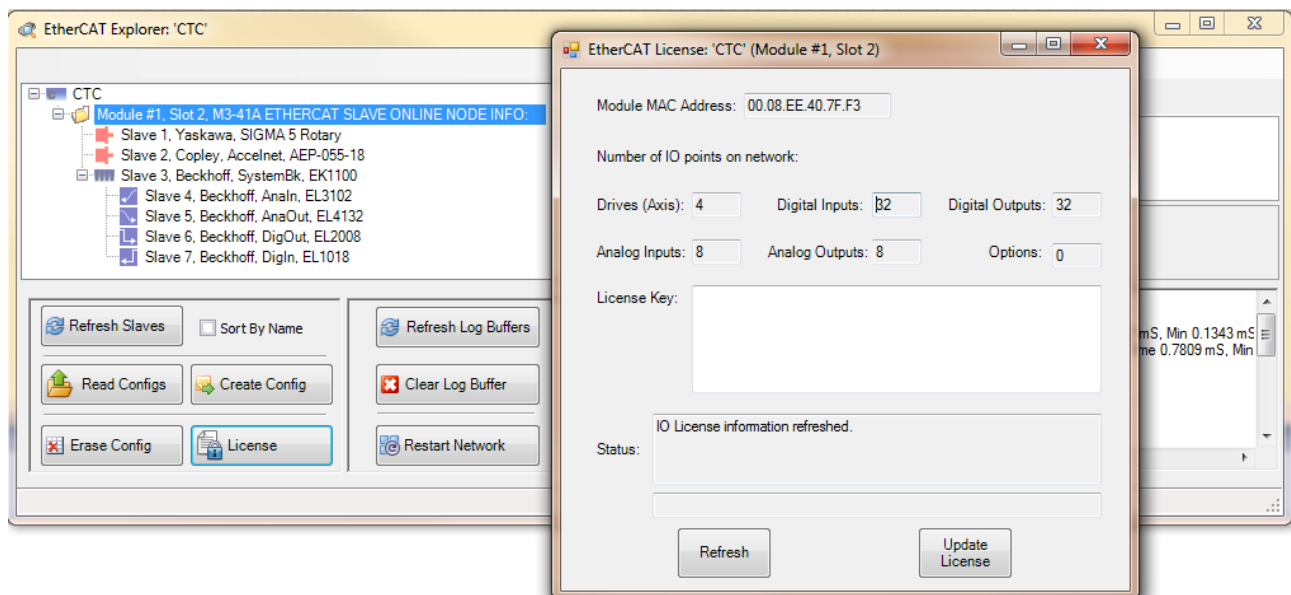 EtherCAT Explorer: 'CTC'
CTC
Module #1, Slot 2, M3-41A ETHERCAT SLAVE ONLINE NODE INFO:
Slave 1, Yaskawa, SIGMA 5 Rotary
Slave 2, Copley, Accelnet, AEP-055-18
Slave 3, Beckhoff, SystemBk, EK1100
Slave 4, Beckhoff, AnaIn, EL3102
Slave 5, Beckhoff, AnaOut, EL4132
Slave 6, Beckhoff, DigOut, EL2008
Slave 7, Beckhoff, DigIn, EL1018
Refresh Slaves Sort By Name Refresh Log Buffers
Read Configs Create Config Clear Log Buffer
Erase Config License Restart Network
EtherCAT License: 'CTC' (Module #1, Slot 2)
Module MAC Address: 00.08.EE.40.7F.F3
Number of IO points on network:
Drives (Axis): 4 Digital Inputs: 32 Digital Outputs: 32
Analog Inputs: 8 Analog Outputs: 8 Options: 0
License Key:
Status: IO License information refreshed.
Refresh Update License
mS, Min 0.1343 mS
me 0.7809 mS, Min